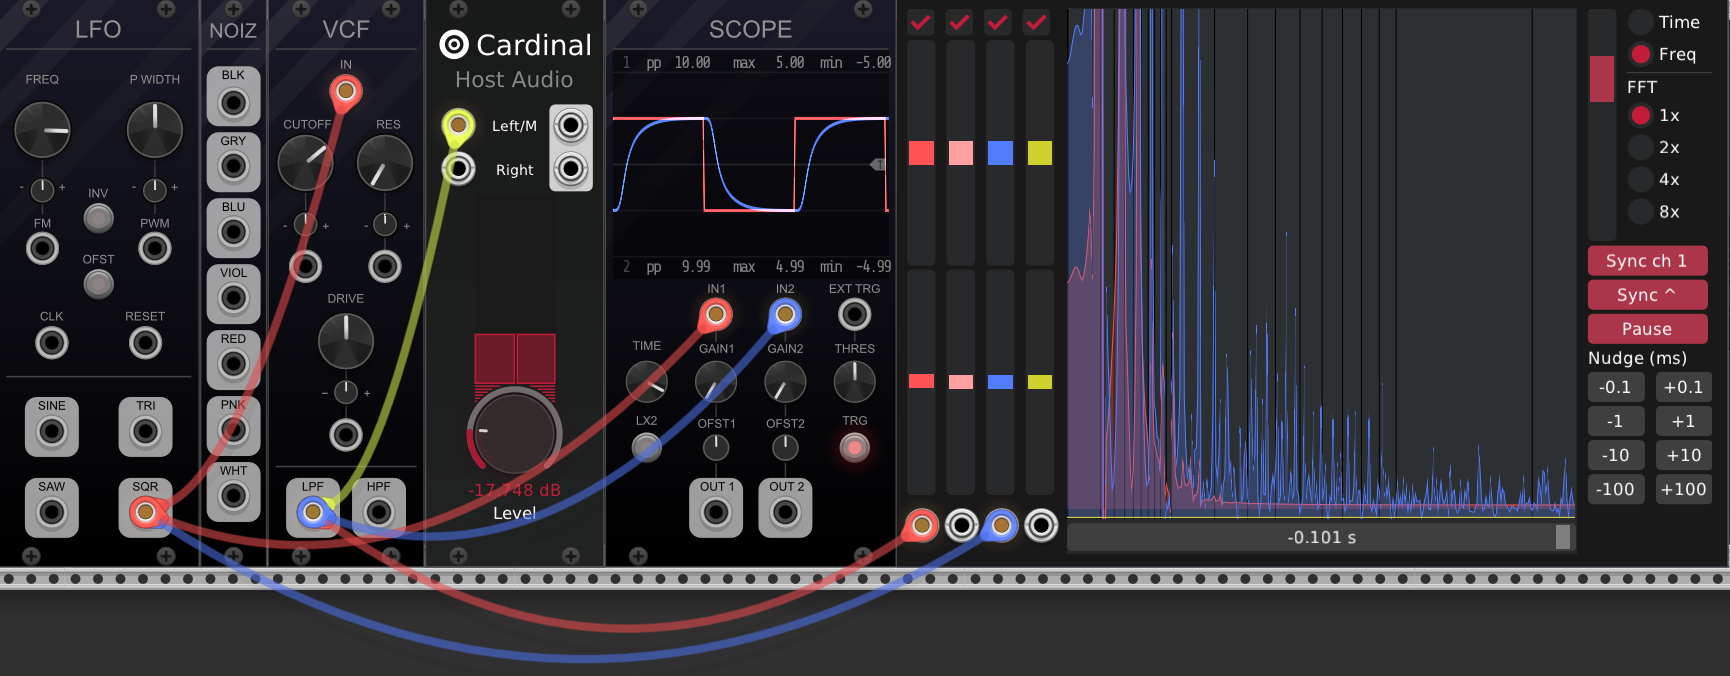 LFO
FREQ
P WIDTH
- +
- +
INV
FM
PWM
OFST
CLK
RESET
SINE
TRI
SAW
SQR
NOIZ
BLK
GRY
BLU
VIOL
RED
PNK
WHT
VCF
IN
CUTOFF
RES
- +
- +
DRIVE
- +
LPF
HPF
Cardinal
Host Audio
Left/M
Right
-17.748 dB
Level
SCOPE
1 pp 10.00 max 5.00 min -5.00
T
2 pp 9.99 max 4.99 min -4.99
IN1
IN2
EXT TRG
TIME
GAIN1
GAIN2
THRES
LX2
OFST1
OFST2
TRG
OUT 1
OUT 2
-0.101 s
Time
Freq
FFT
1x
2x
4x
8x
Sync ch 1
Sync ^
Pause
Nudge (ms)
-0.1 +0.1
-1 +1
-10 +10
-100 +100